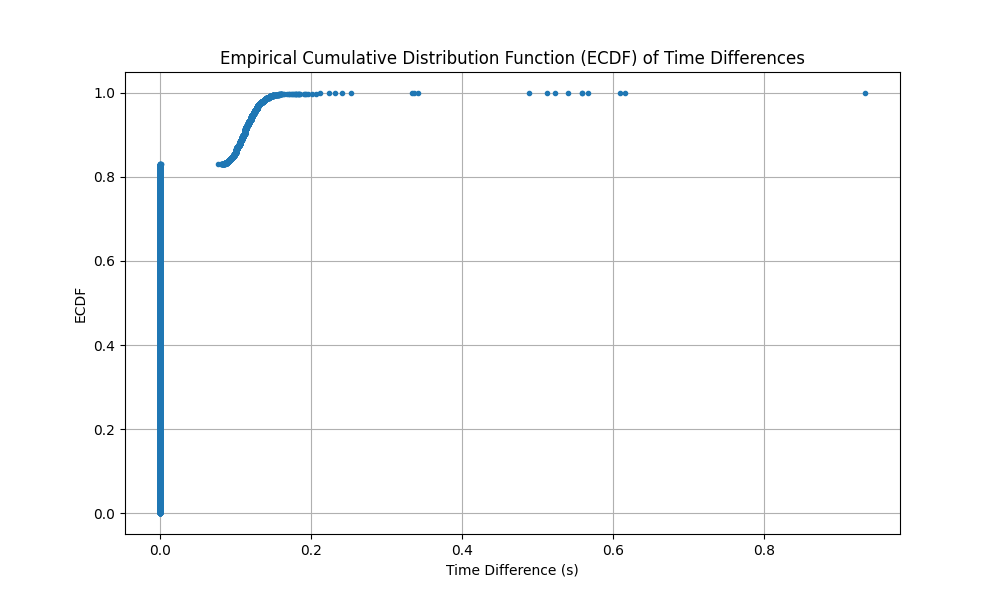 Empirical Cumulative Distribution Function (ECDF) of Time Differences
1.0
0.8
0.6
0.4
0.2
0.0
ECDF
0.0 0.2 0.4 0.6 0.8
Time Difference (s)